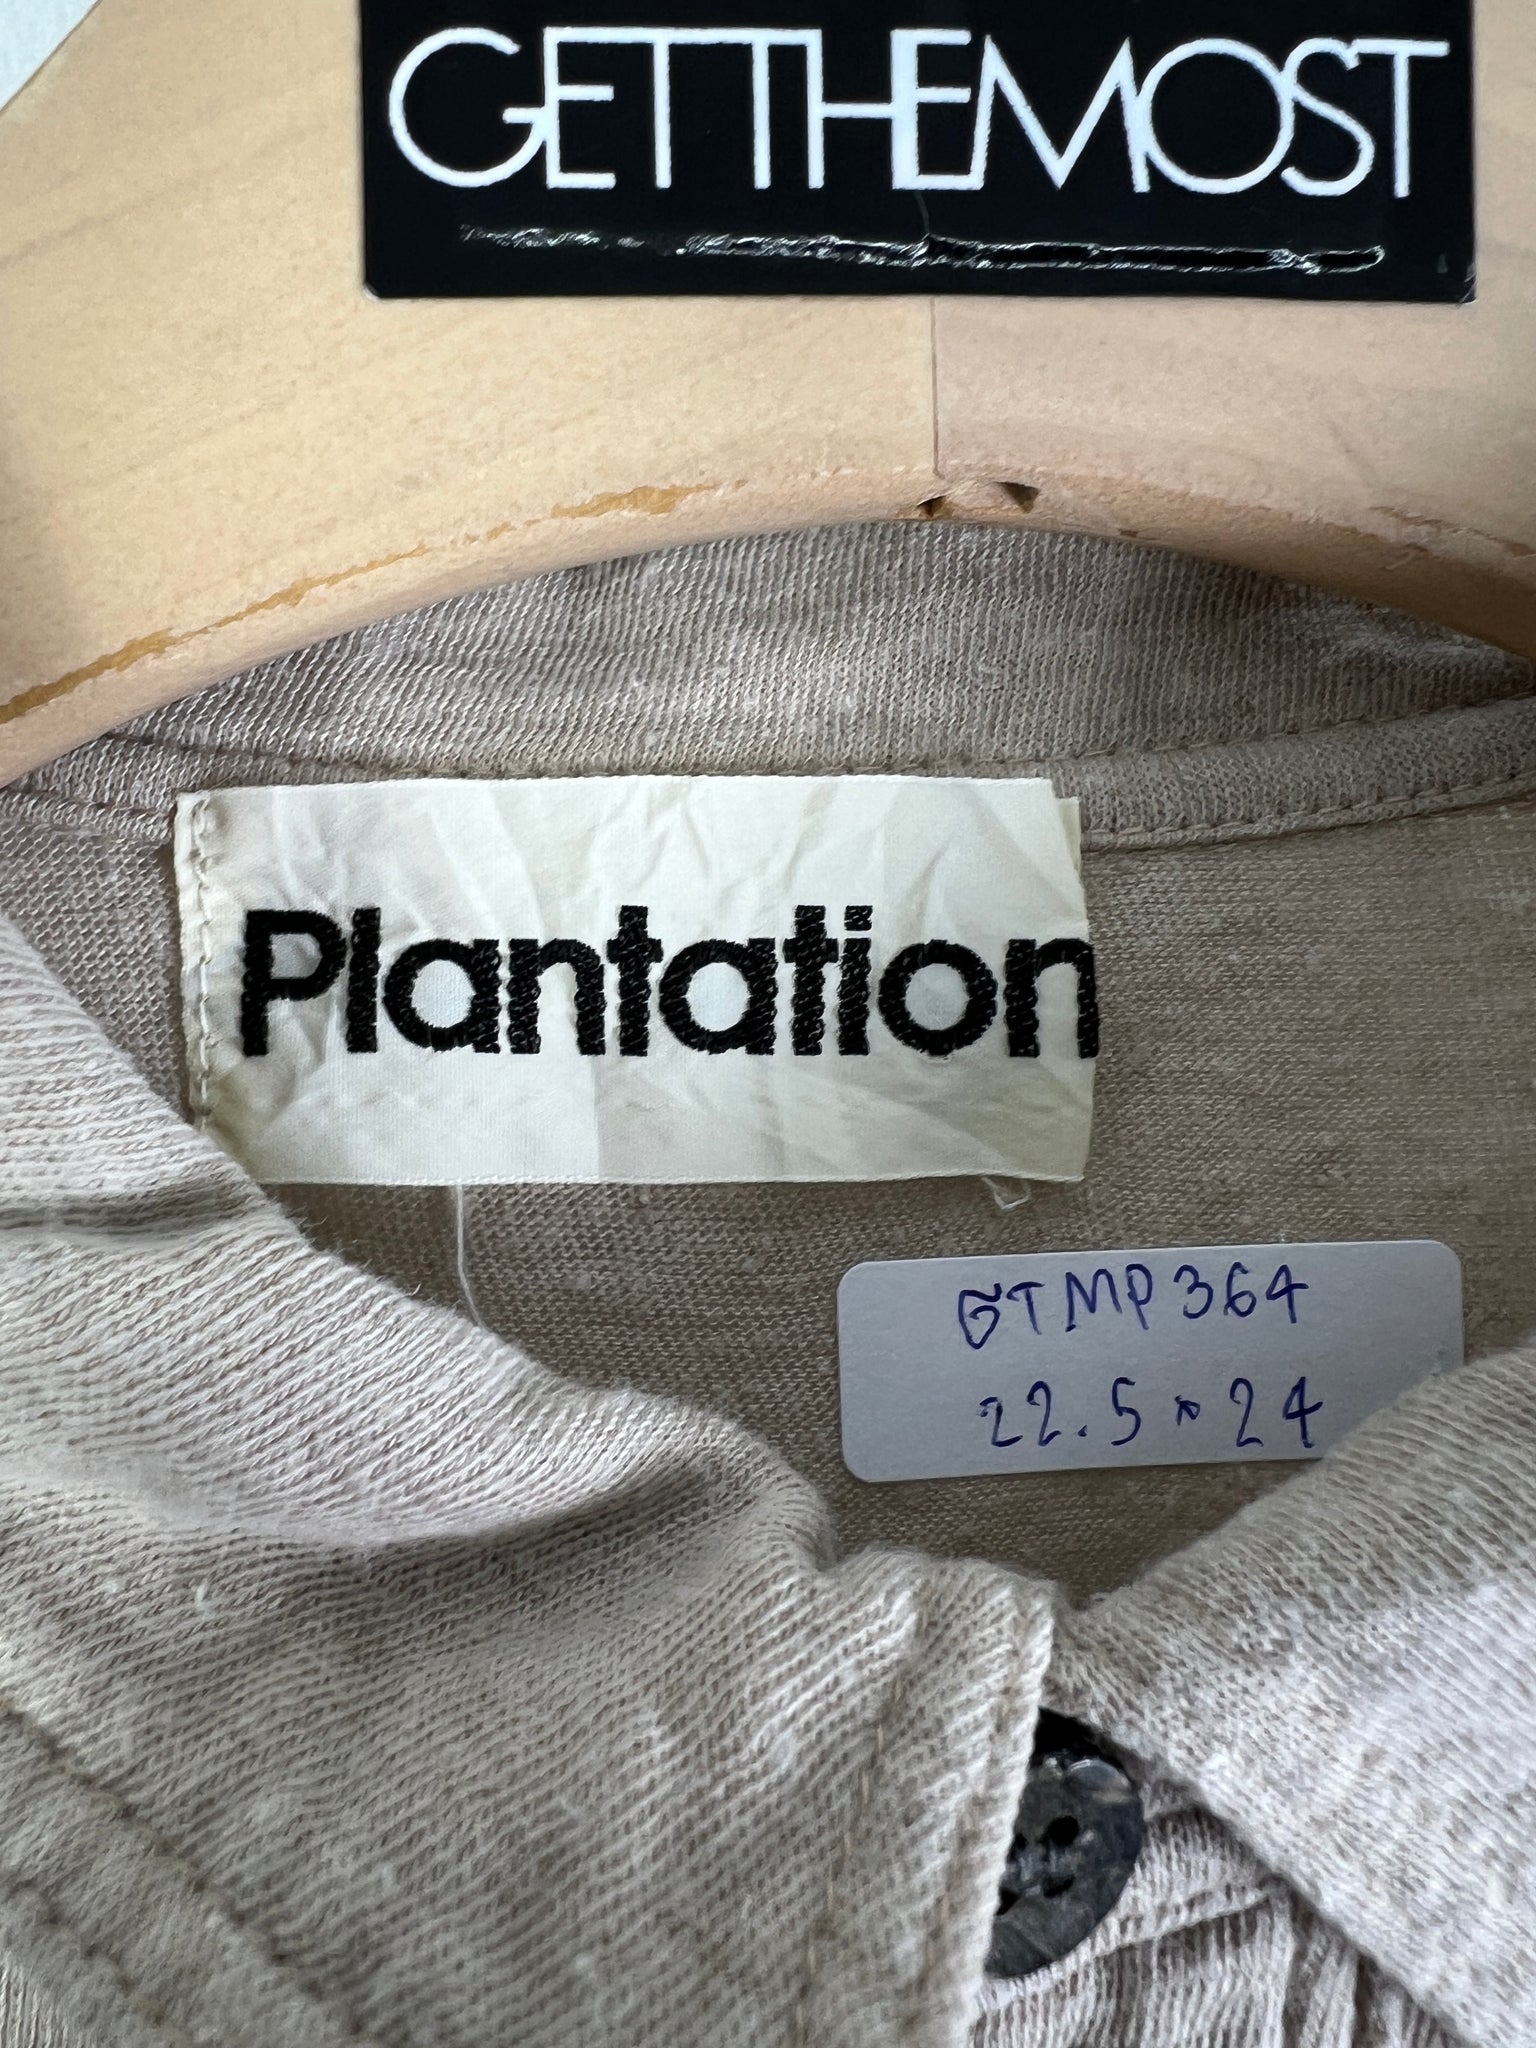 GETTHEMOST
Plantation
GTMP364
22.5 × 24